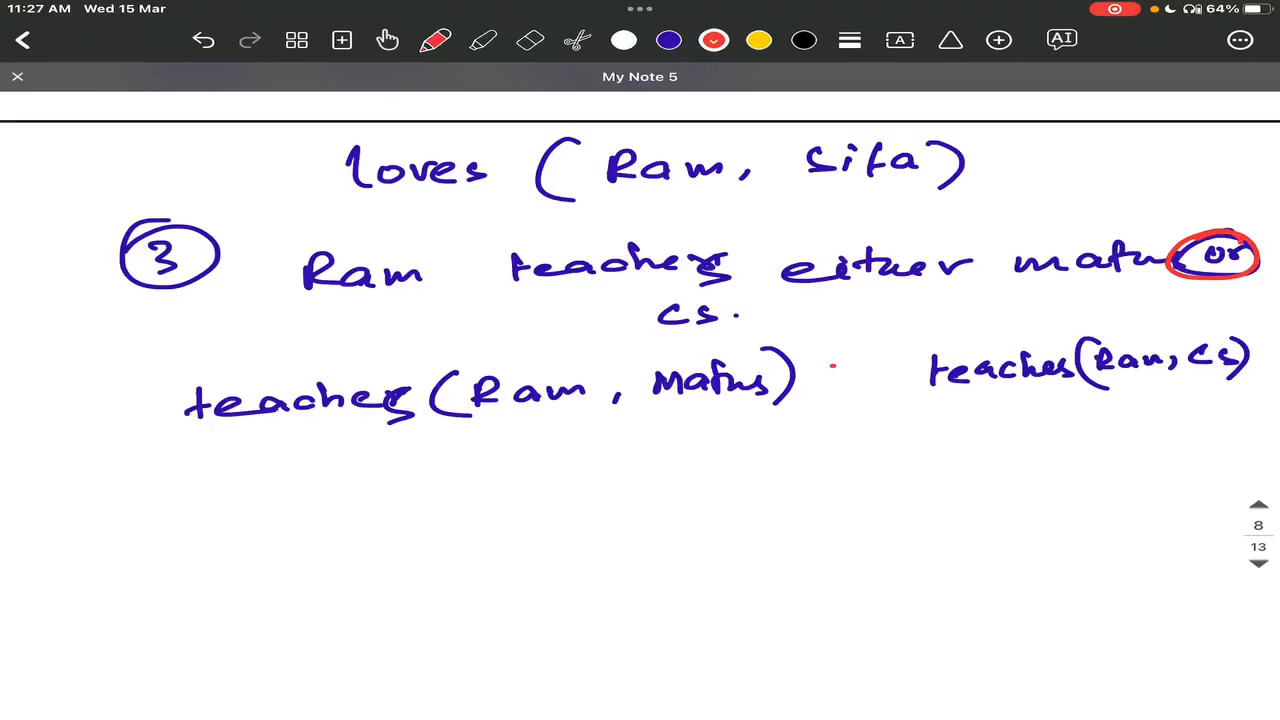 11:27 AM Wed 15 Mar
64%
A
AI
My Note 5
loves (Ram, Sita)
3 Ram teaches either maths or
cs.
teaches (Ram, Maths) teaches (Ram, cs)
8
13